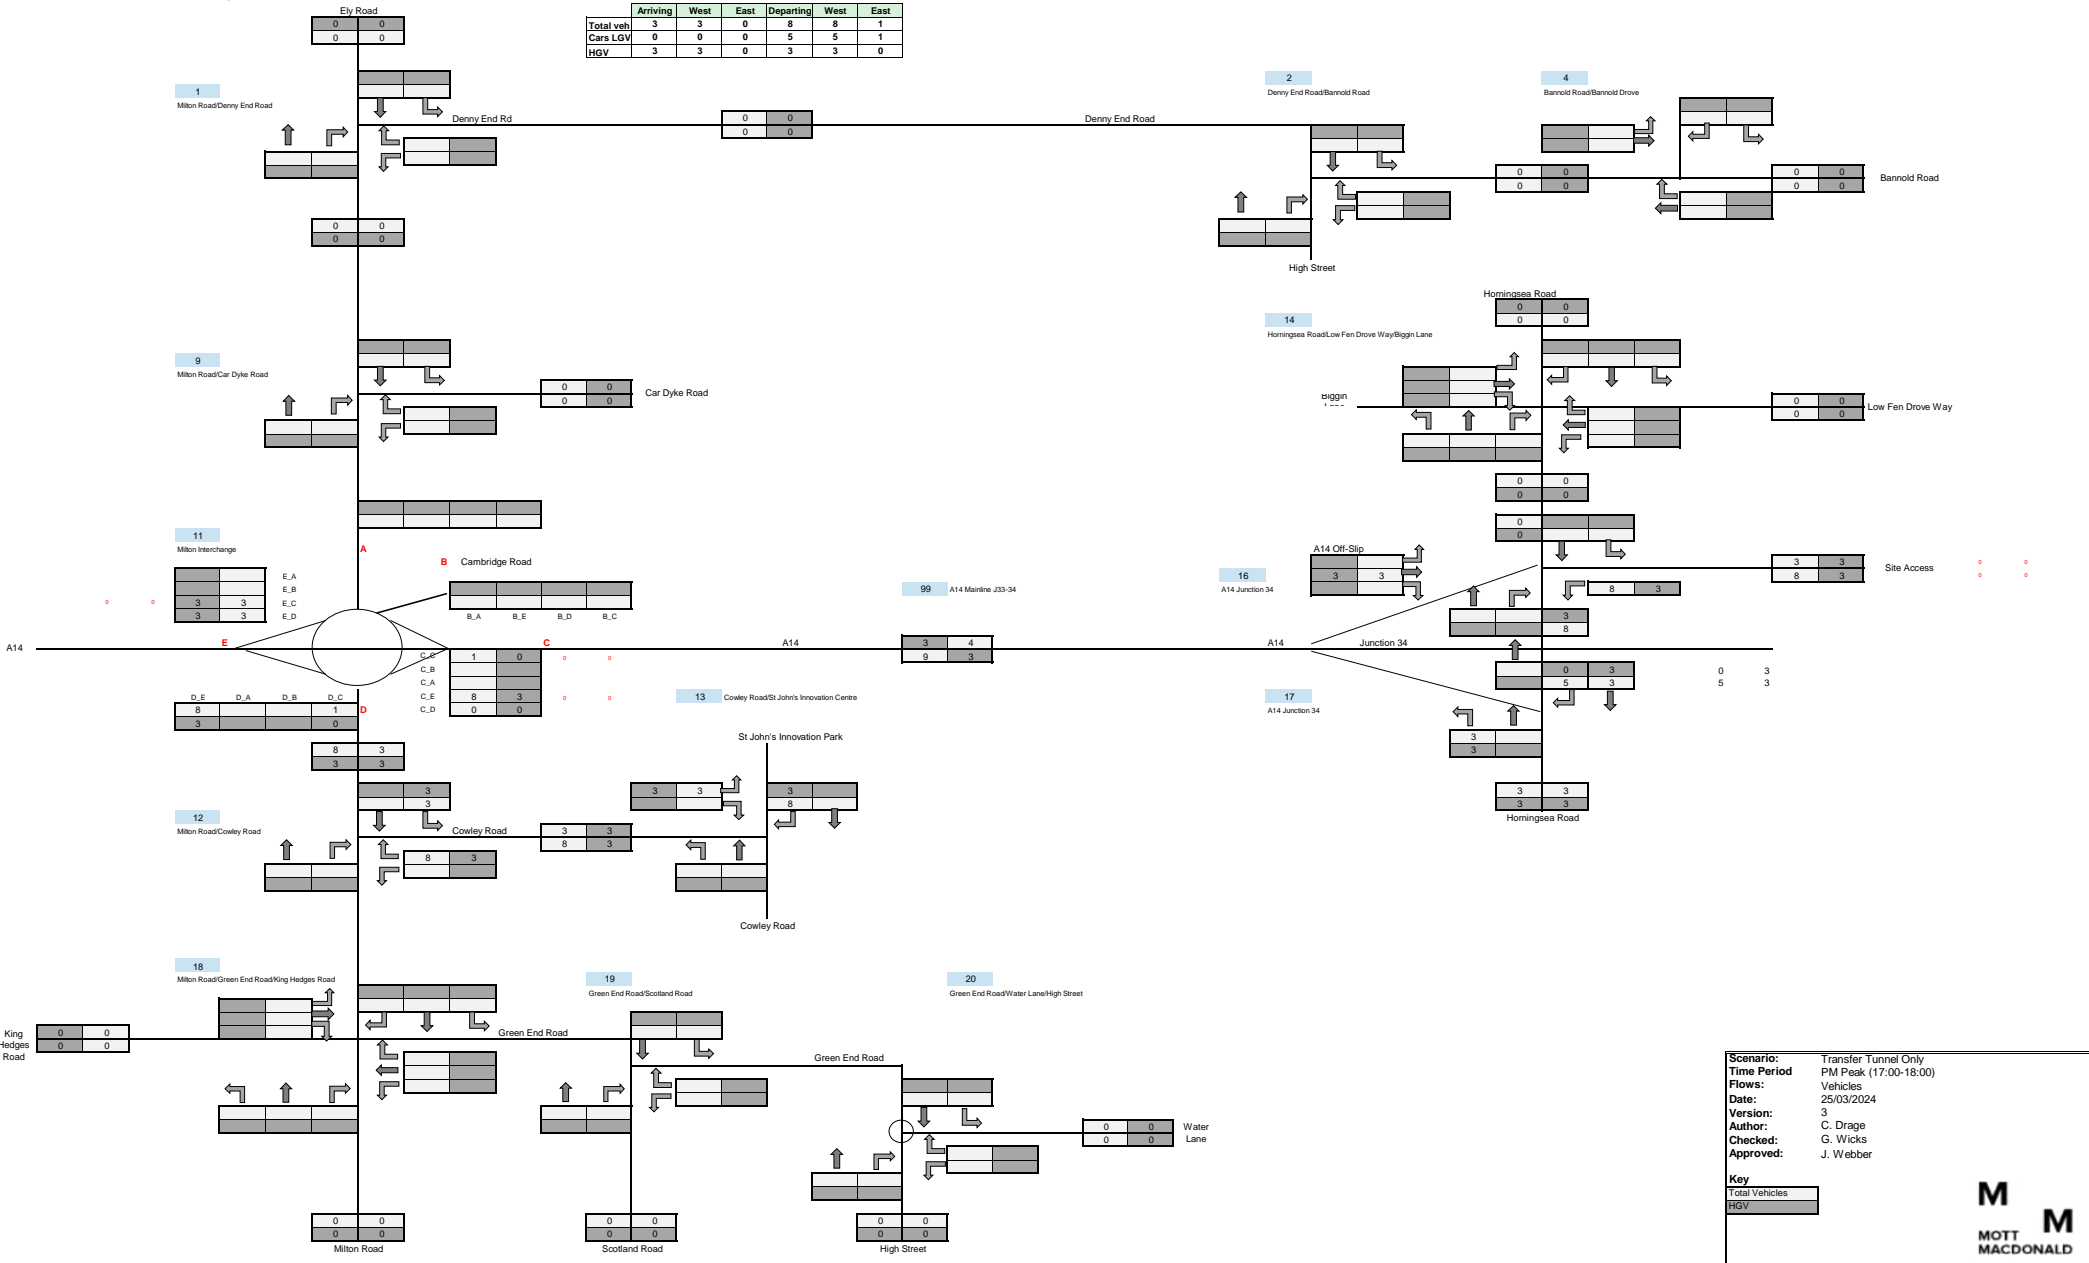 Ely Road
0 0
0 0
Arriving West East Departing West East
Total veh 3 3 0 8 8 1
Cars LGV 0 0 0 5 5 1
HGV 3 3 0 3 3 0
1
Milton Road/Denny End Road
Denny End Rd
0 0
0 0
Denny End Road
2
Denny End Road/Bannold Road
4
Bannold Road/Bannold Drove
0 0
0 0
0 0
0 0
Bannold Road
0 0
0 0
High Street
Horningsea Road
0 0
0 0
14
Horningsea Road/Low Fen Drove Way/Biggin Lane
9
Milton Road/Car Dyke Road
0 0
0 0
Car Dyke Road
Biggin
0 0
0 0
Low Fen Drove Way
0 0
0 0
0
0
11
Milton Interchange
A
B Cambridge Road
E_A
E_B
3 3 E_C
3 3 E_D
0 0
B_A B_E B_D B_C
99 A14 Mainline J33-34
16
A14 Junction 34
A14 Off-Slip
3 3
3 3
8 3
Site Access
0 0
0 0
8 3
3
8
A14
E
C
A14
3 4
9 3
A14
Junction 34
C_C 1 0 0 0
C_B
C_A
C_E 8 3 0 0
C_D 0 0
0 3
5 3
0 3
5 3
D_E D_A D_B D_C
8 1
3 0
D
13 Cowley Road/St John's Innovation Centre
17
A14 Junction 34
3
3
8 3
3 3
St John's Innovation Park
3
3
3 3
3
8
3 3
3 3
Horningsea Road
12
Milton Road/Cowley Road
Cowley Road
3 3
8 3
8 3
Cowley Road
18
Milton Road/Green End Road/King Hedges Road
19
Green End Road/Scotland Road
20
Green End Road/Water Lane/High Street
King
Hedges
Road
0 0
0 0
Green End Road
Green End Road
0 0
0 0
Water
Lane
0 0
0 0
Milton Road
0 0
0 0
Scotland Road
0 0
0 0
High Street
Scenario: Transfer Tunnel Only
Time Period PM Peak (17:00-18:00)
Flows: Vehicles
Date: 25/03/2024
Version: 3
Author: C. Drage
Checked: G. Wicks
Approved: J. Webber
Key
Total Vehicles
HGV
M
M
MOTT
MACDONALD